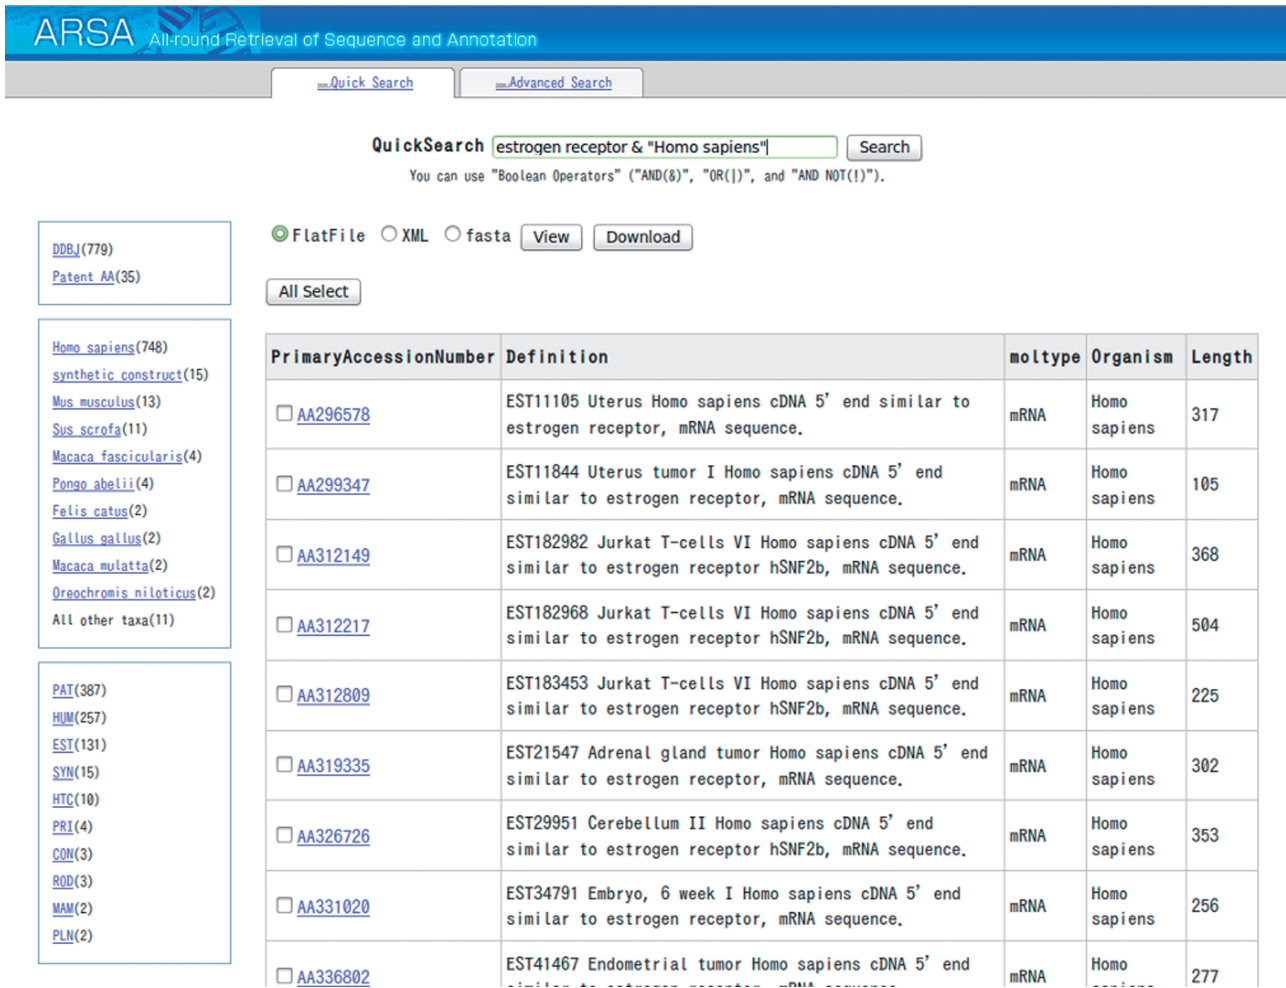 ARSA All-round Retrieval of Sequence and Annotation
Quick Search
Advanced Search
QuickSearch estrogen receptor & "Homo sapiens" Search
You can use "Boolean Operators" ("AND(&)", "OR(|)", and "AND NOT(!)").
DDBJ(779)
Patent AA(35)
Homo sapiens(748)
synthetic construct(15)
Mus musculus(13)
Sus scrofa(11)
Macaca fascicularis(4)
Pongo abelii(4)
Felis catus(2)
Gallus gallus(2)
Macaca mulatta(2)
Oreochromis niloticus(2)
All other taxa(11)
PAT(387)
HUM(257)
EST(131)
SYN(15)
HTC(10)
PRI(4)
CON(3)
ROD(3)
MAM(2)
PLN(2)
FlatFile XML fasta View Download
All Select
PrimaryAccessionNumber Definition moltype Organism Length
AA296578 EST11105 Uterus Homo sapiens cDNA 5' end similar to estrogen receptor, mRNA sequence. mRNA Homo sapiens 317
AA299347 EST11844 Uterus tumor I Homo sapiens cDNA 5' end similar to estrogen receptor, mRNA sequence. mRNA Homo sapiens 105
AA312149 EST182982 Jurkat T-cells VI Homo sapiens cDNA 5' end similar to estrogen receptor hSNF2b, mRNA sequence. mRNA Homo sapiens 368
AA312217 EST182968 Jurkat T-cells VI Homo sapiens cDNA 5' end similar to estrogen receptor hSNF2b, mRNA sequence. mRNA Homo sapiens 504
AA312809 EST183453 Jurkat T-cells VI Homo sapiens cDNA 5' end similar to estrogen receptor hSNF2b, mRNA sequence. mRNA Homo sapiens 225
AA319335 EST21547 Adrenal gland tumor Homo sapiens cDNA 5' end similar to estrogen receptor, mRNA sequence. mRNA Homo sapiens 302
AA326726 EST29951 Cerebellum II Homo sapiens cDNA 5' end similar to estrogen receptor hSNF2b, mRNA sequence. mRNA Homo sapiens 353
AA331020 EST34791 Embryo, 6 week I Homo sapiens cDNA 5' end similar to estrogen receptor, mRNA sequence. mRNA Homo sapiens 256
AA336802 EST41467 Endometrial tumor Homo sapiens cDNA 5' end mRNA Homo 277